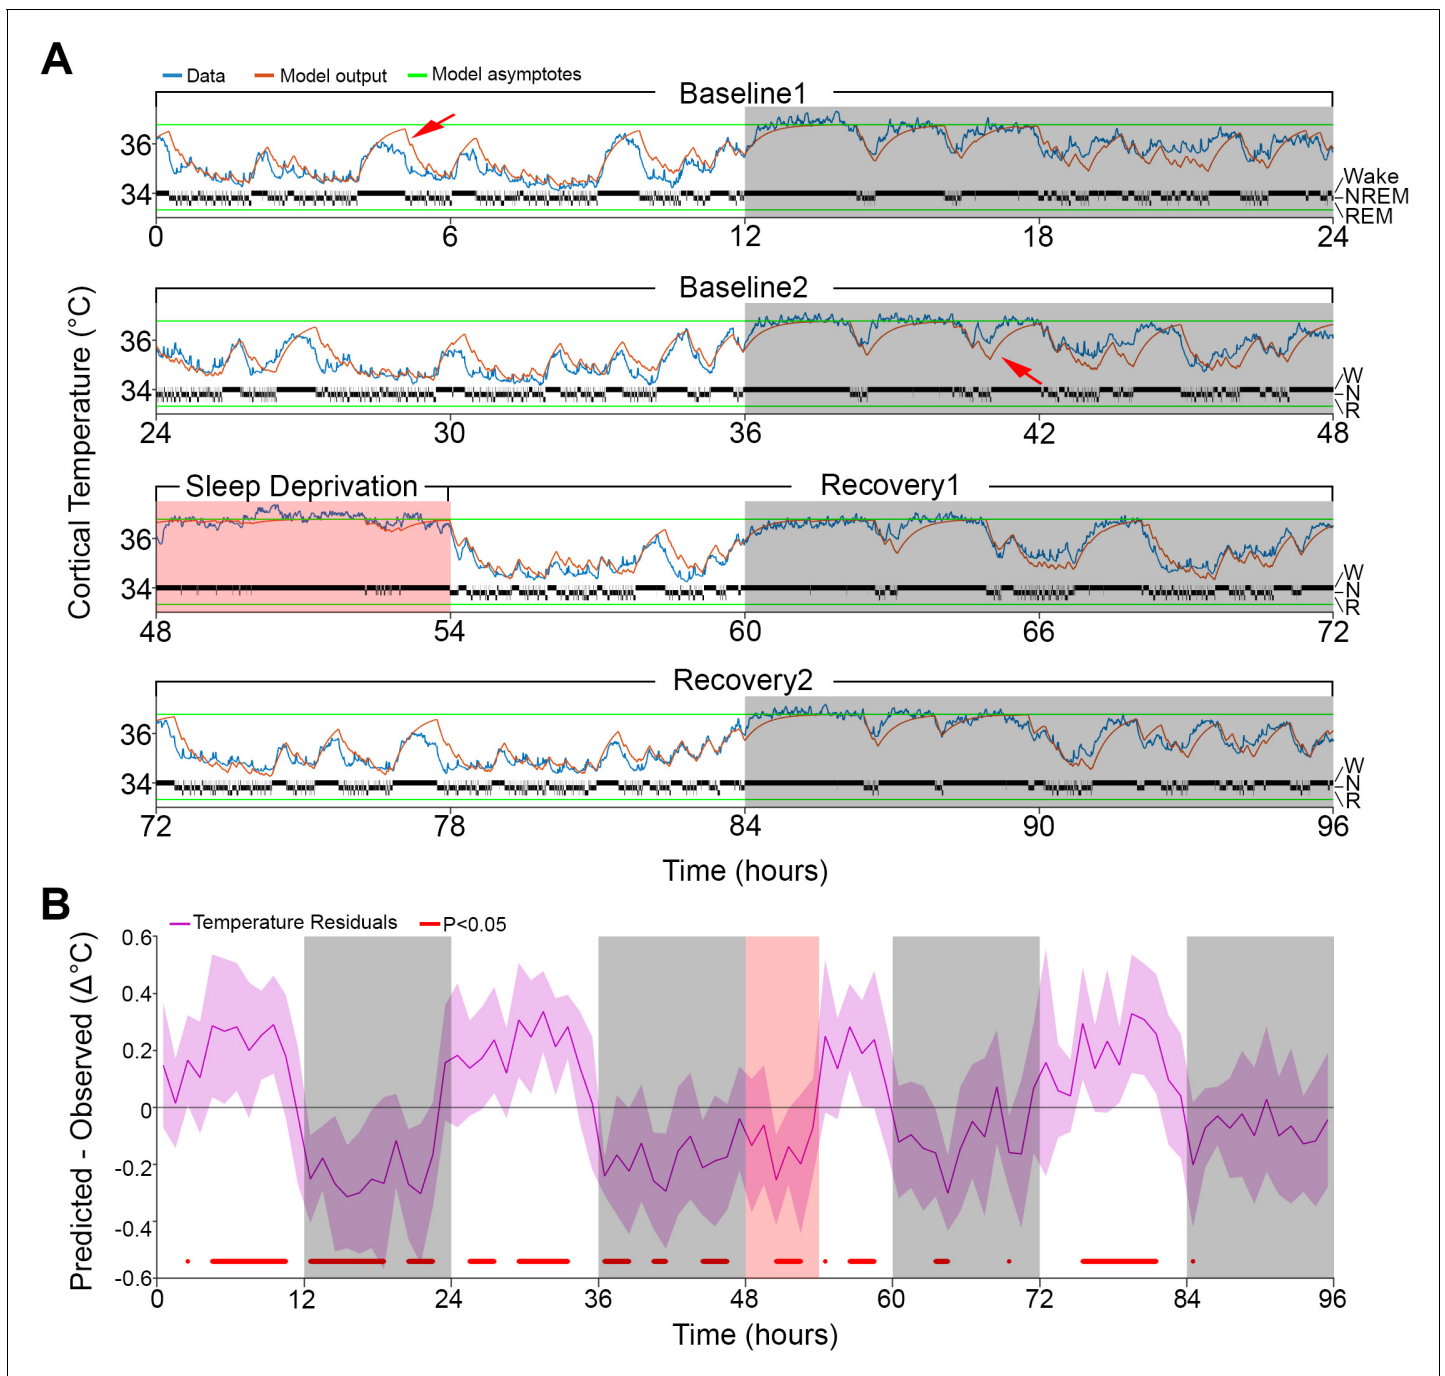 A
Data Model output Model asymptotes
Baseline1
36
34
Wake
NREM
REM
0 6 12 18 24
Baseline2
36
34
W
N
R
24 30 36 42 48
Sleep Deprivation Recovery1
36
34
W
N
R
48 54 60 66 72
Recovery2
36
34
W
N
R
72 78 84 90 96
Cortical Temperature (°C)
Time (hours)
B
Temperature Residuals P<0.05
0.6
0.4
0.2
0
-0.2
-0.4
-0.6
Predicted - Observed (Δ°C)
0 12 24 36 48 60 72 84 96
Time (hours)